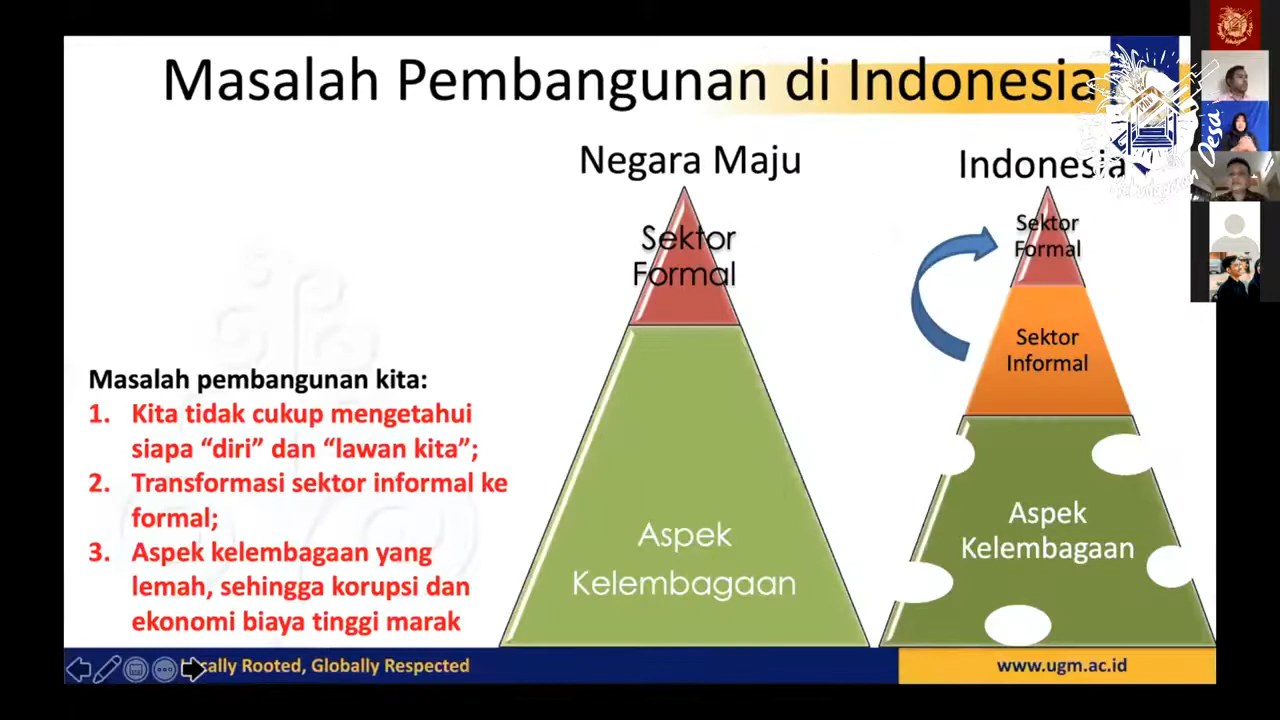 Masalah Pembangunan di Indonesia
Negara Maju
Indonesia
Sektor
Formal
Sektor
Formal
Sektor
Informal
Masalah pembangunan kita:
1. Kita tidak cukup mengetahui
siapa “diri” dan “lawan kita”;
2. Transformasi sektor informal ke
formal;
3. Aspek kelembagaan yang
lemah, sehingga korupsi dan
ekonomi biaya tinggi marak
Aspek
Kelembagaan
Aspek
Kelembagaan
Rooted, Globally Respected
www.ugm.ac.id
Desa